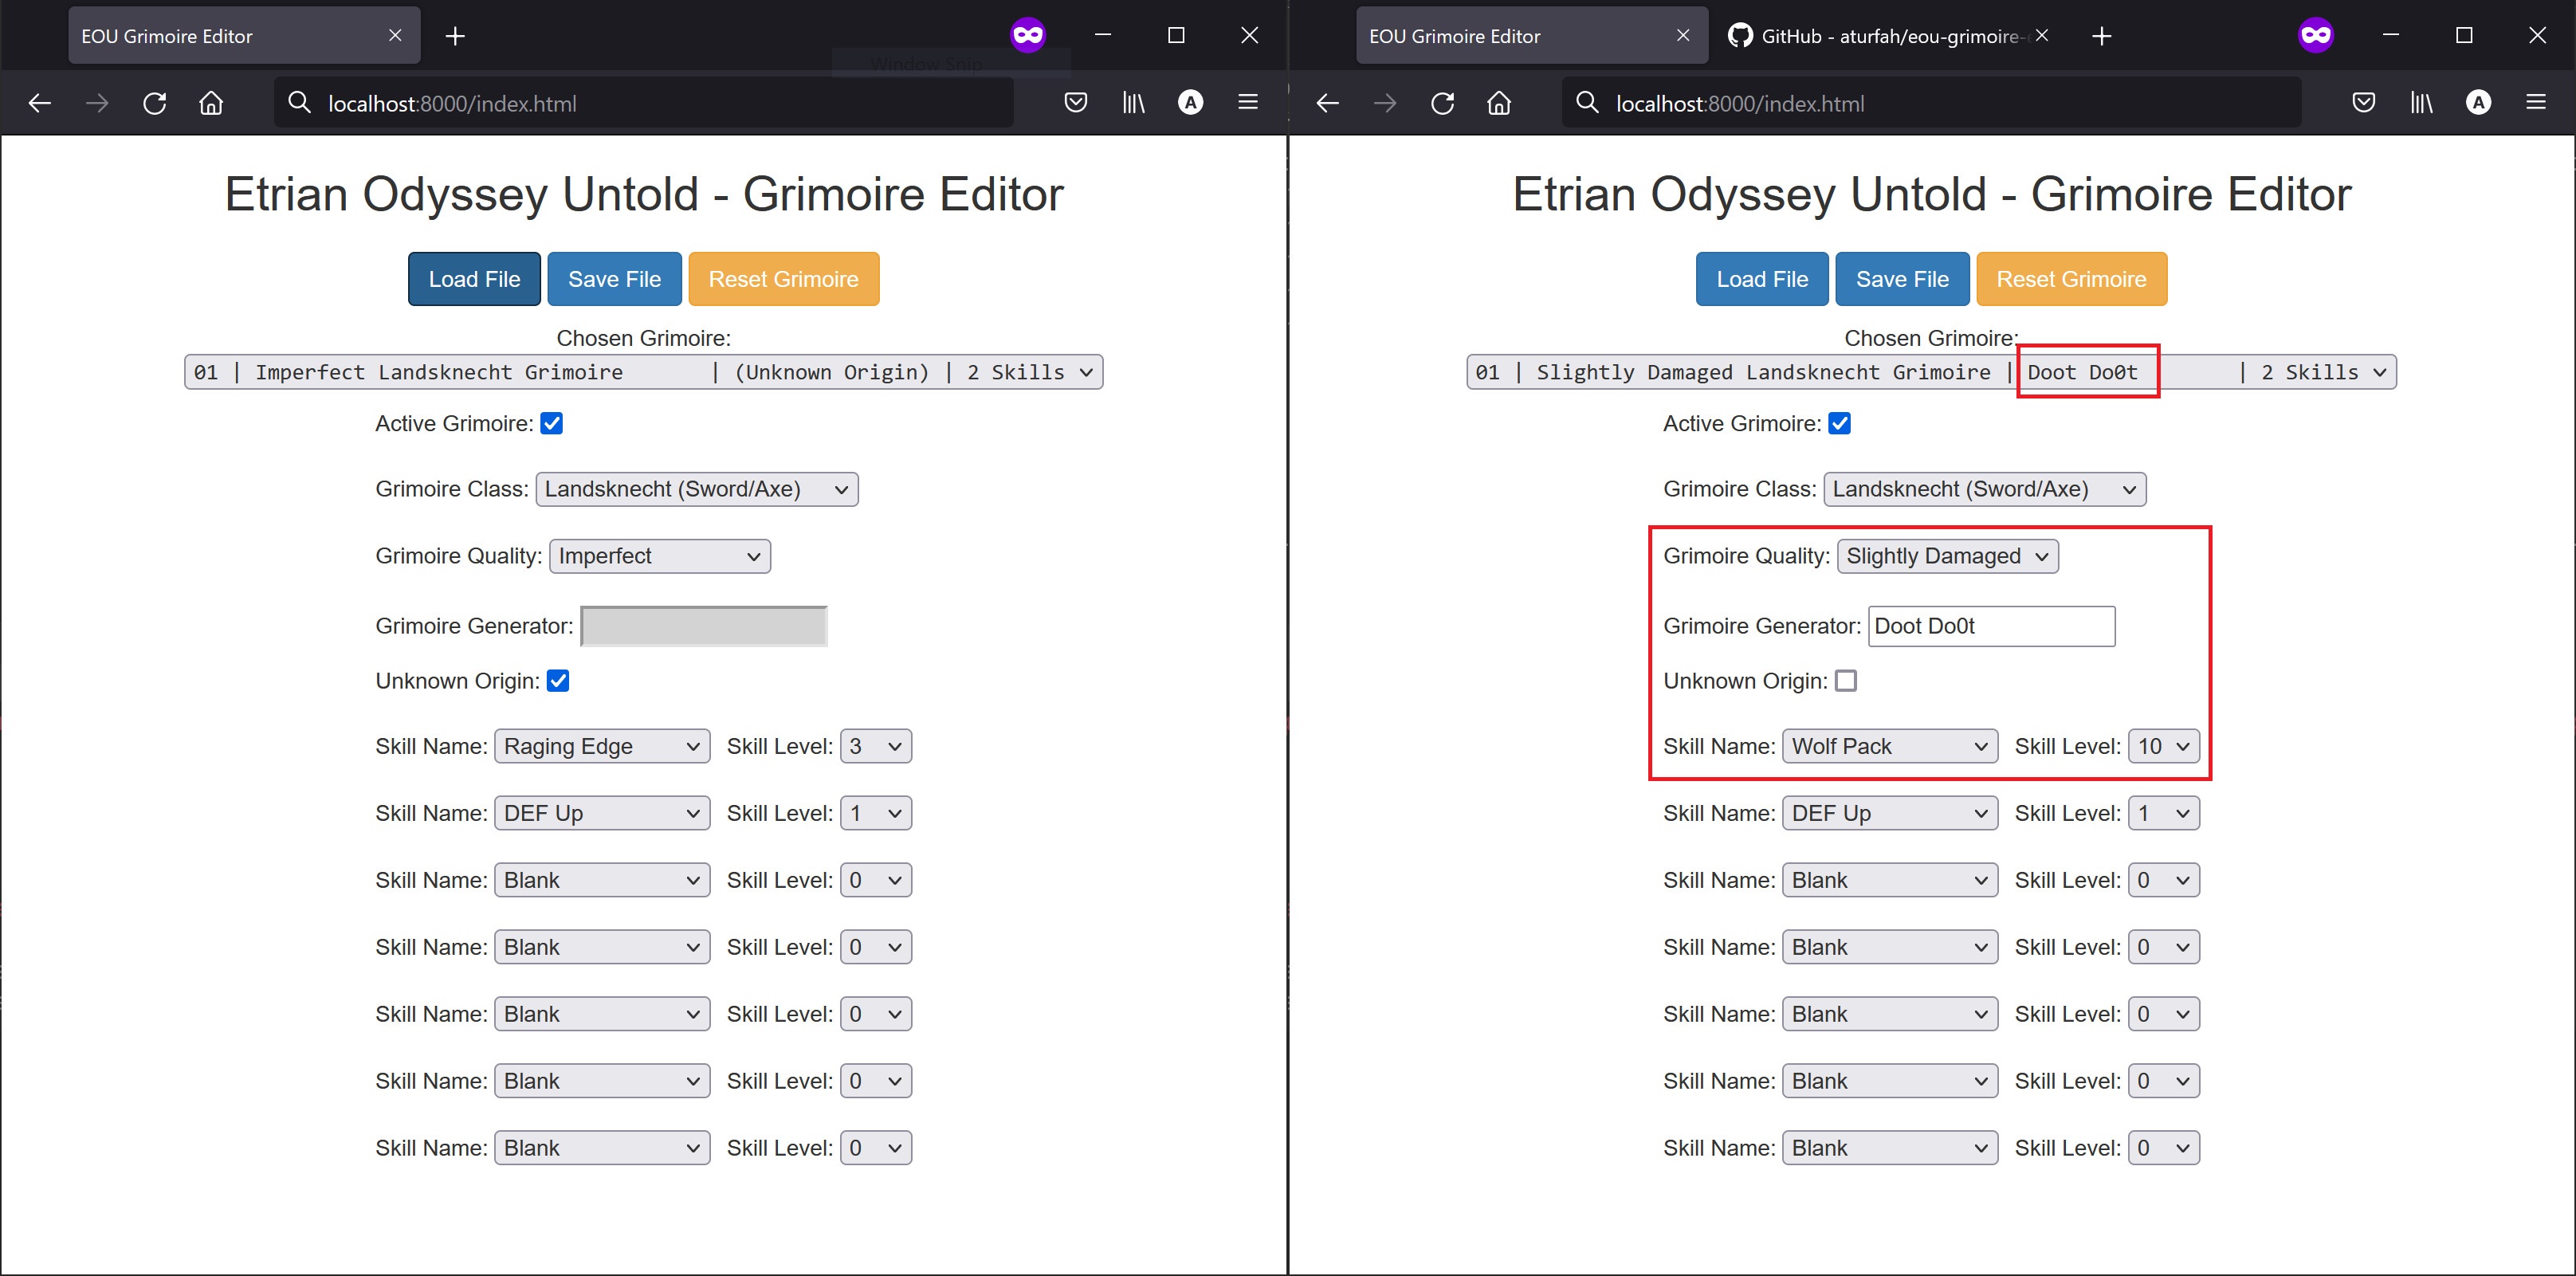 EOU Grimoire Editor
Window Snip
localhost:8000/index.html
A
Etrian Odyssey Untold - Grimoire Editor
Load File Save File Reset Grimoire
Chosen Grimoire:
01 | Imperfect Landsknecht Grimoire | (Unknown Origin) | 2 Skills
Active Grimoire:
Grimoire Class: Landsknecht (Sword/Axe)
Grimoire Quality: Imperfect
Grimoire Generator:
Unknown Origin:
Skill Name: Raging Edge Skill Level: 3
Skill Name: DEF Up Skill Level: 1
Skill Name: Blank Skill Level: 0
Skill Name: Blank Skill Level: 0
Skill Name: Blank Skill Level: 0
Skill Name: Blank Skill Level: 0
Skill Name: Blank Skill Level: 0
EOU Grimoire Editor GitHub - aturfah/eou-grimoire-
localhost:8000/index.html
A
Etrian Odyssey Untold - Grimoire Editor
Load File Save File Reset Grimoire
Chosen Grimoire:
01 | Slightly Damaged Landsknecht Grimoire | Doot Do0t | 2 Skills
Active Grimoire:
Grimoire Class: Landsknecht (Sword/Axe)
Grimoire Quality: Slightly Damaged
Grimoire Generator: Doot Do0t
Unknown Origin:
Skill Name: Wolf Pack Skill Level: 10
Skill Name: DEF Up Skill Level: 1
Skill Name: Blank Skill Level: 0
Skill Name: Blank Skill Level: 0
Skill Name: Blank Skill Level: 0
Skill Name: Blank Skill Level: 0
Skill Name: Blank Skill Level: 0